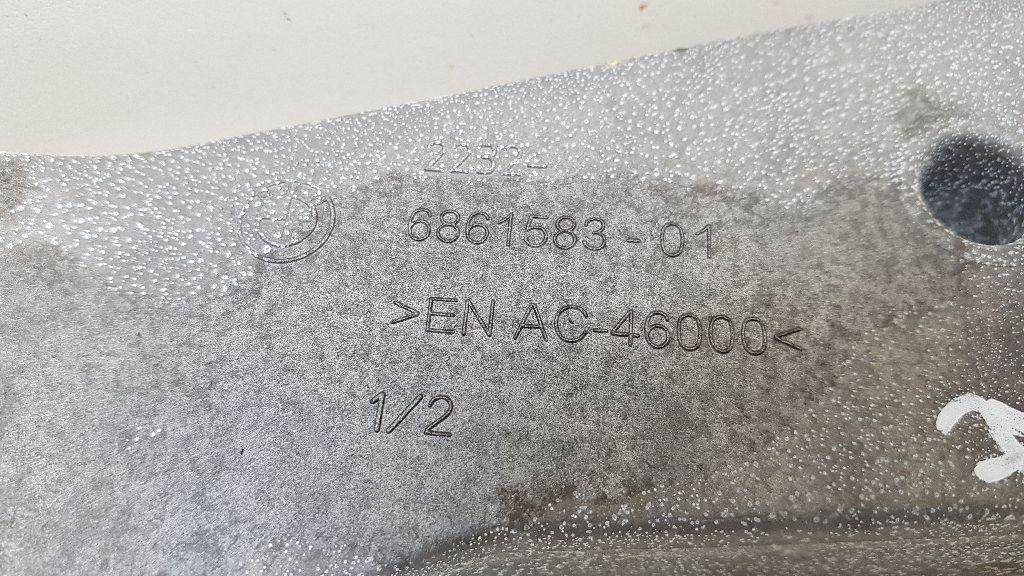 2232-
6861583 - 01
>EN AC-46000<
1/2